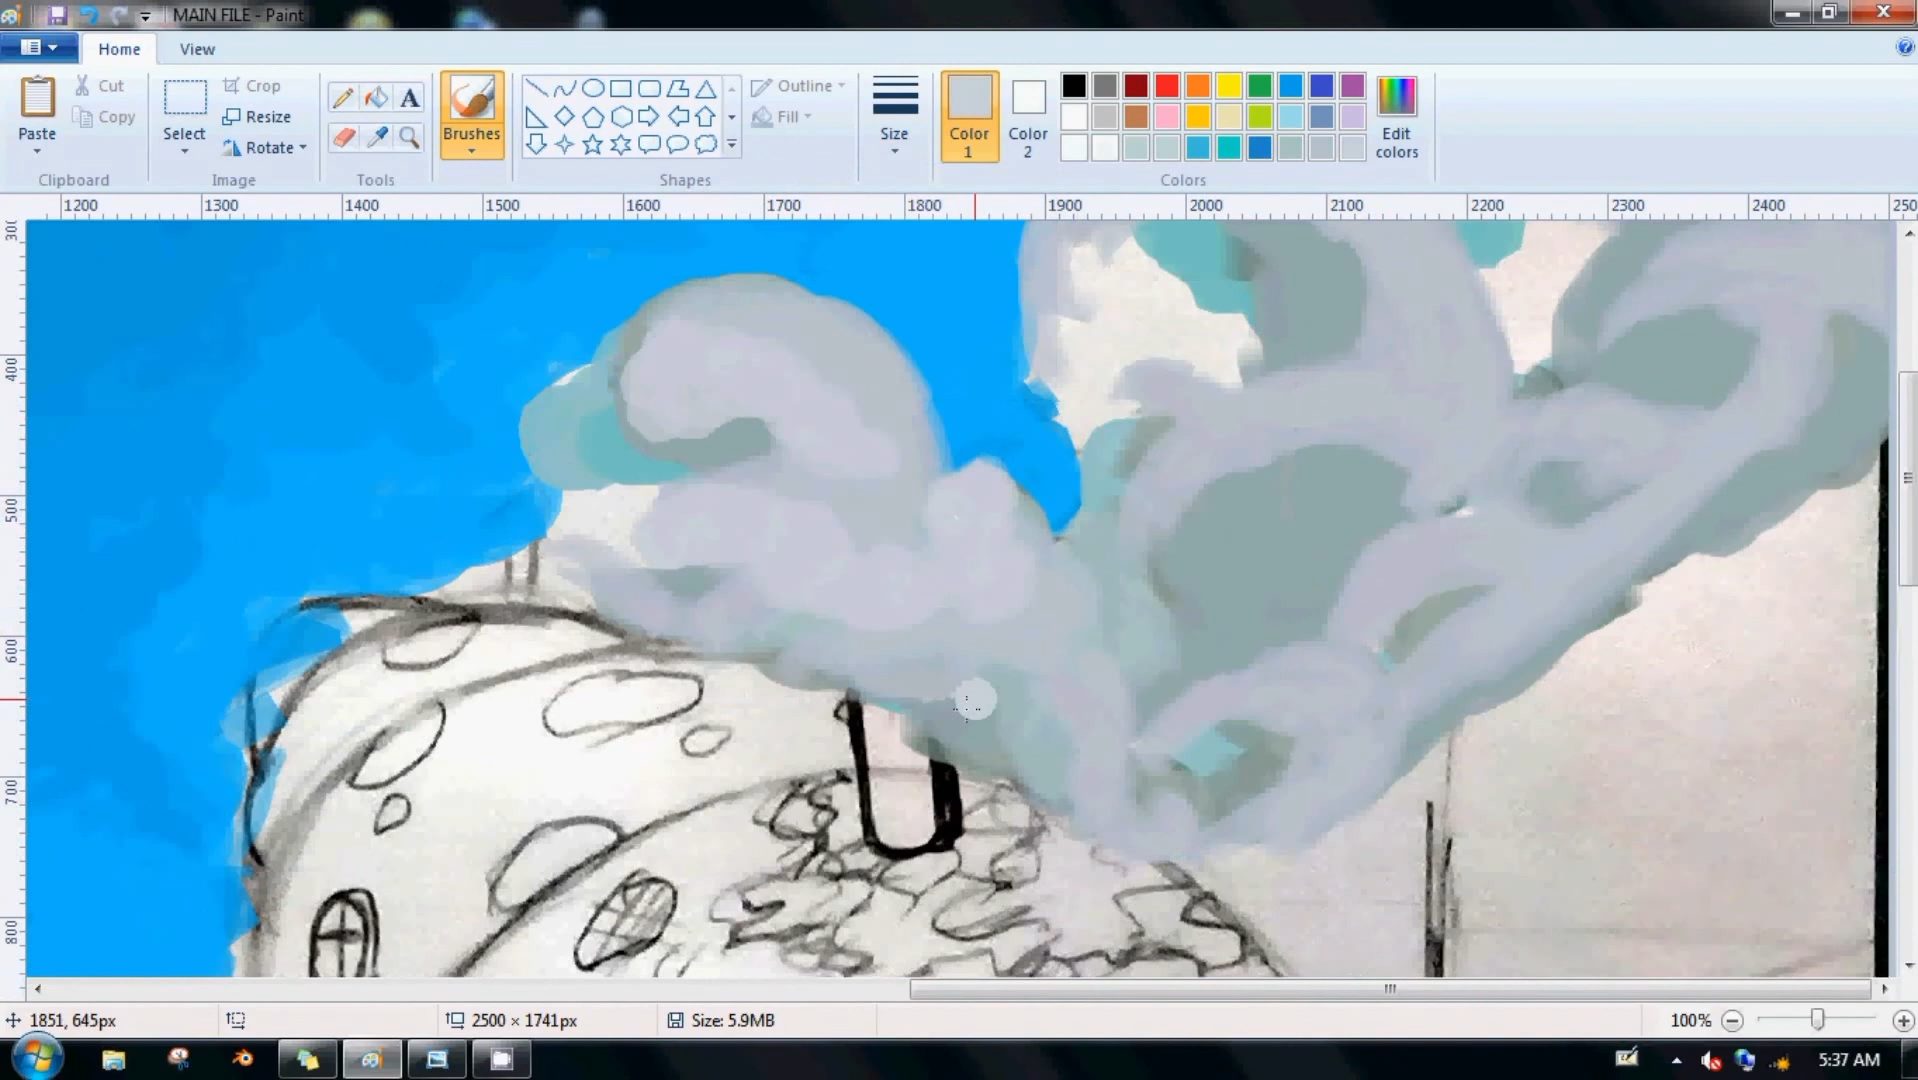 MAIN FILE - Paint
Home
View
Paste
Cut
Copy
Clipboard
Select
Crop
Resize
Rotate
Image
A
Tools
Brushes
Outline
Fill
Shapes
Size
Color 1
Color 2
Edit colors
Colors
1200 1300 1400 1500 1600 1700 1800 1900 2000 2100 2200 2300 2400 250
300
400
500
600
700
800
1851, 645px
2500 × 1741px
Size: 5.9MB
100%
5:37 AM